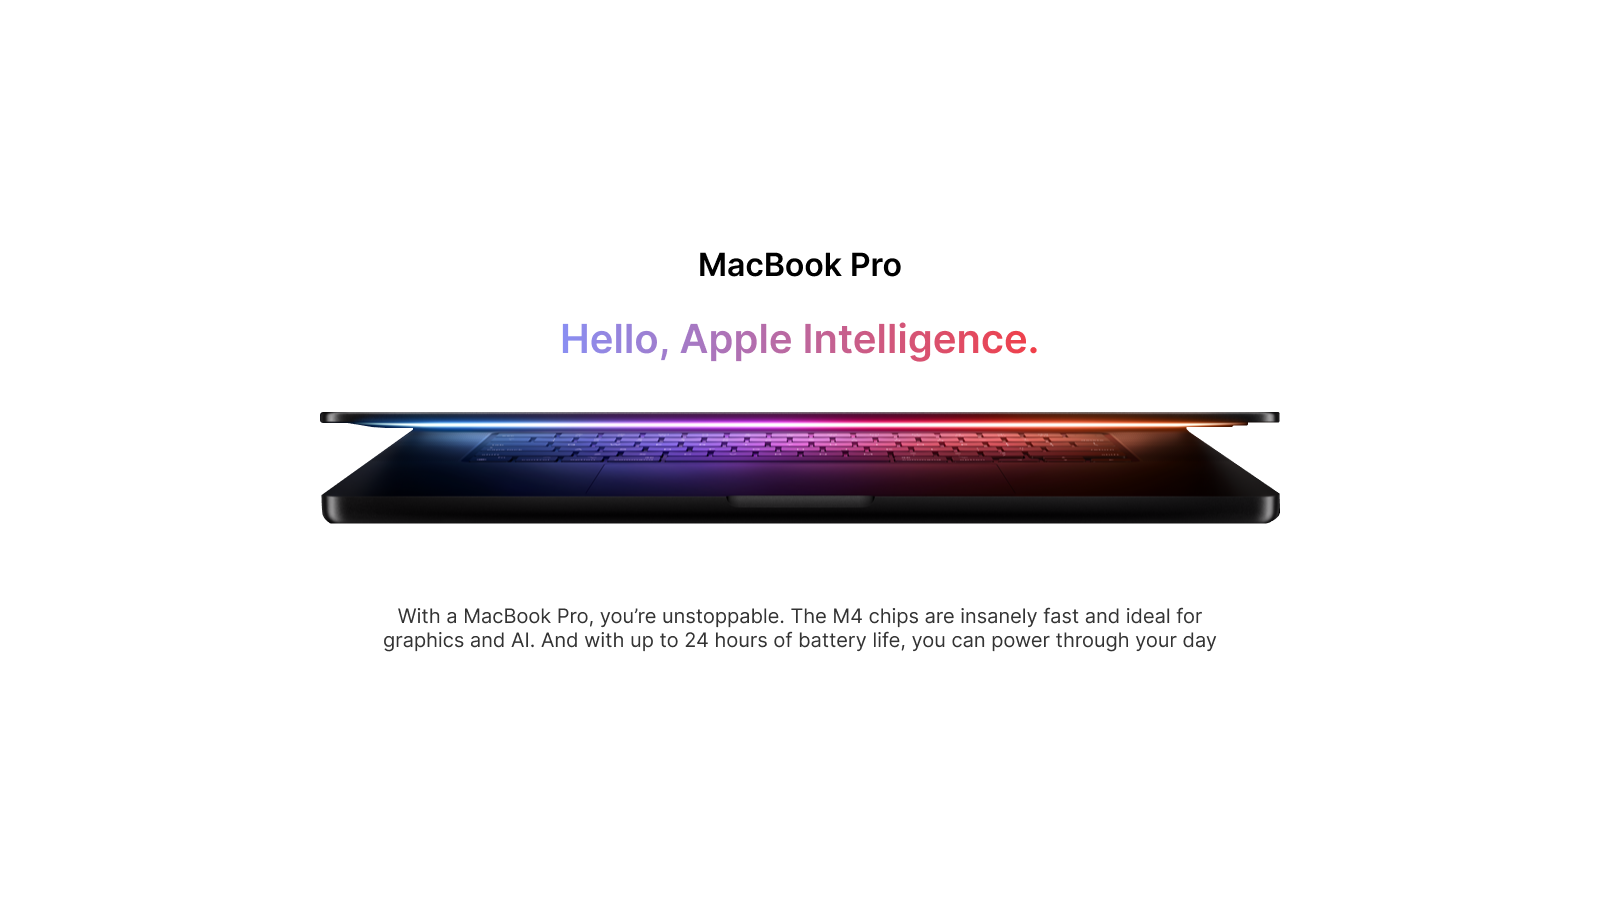 MacBook Pro
Hello, Apple Intelligence.
With a MacBook Pro, you’re unstoppable. The M4 chips are insanely fast and ideal for
graphics and AI. And with up to 24 hours of battery life, you can power through your day